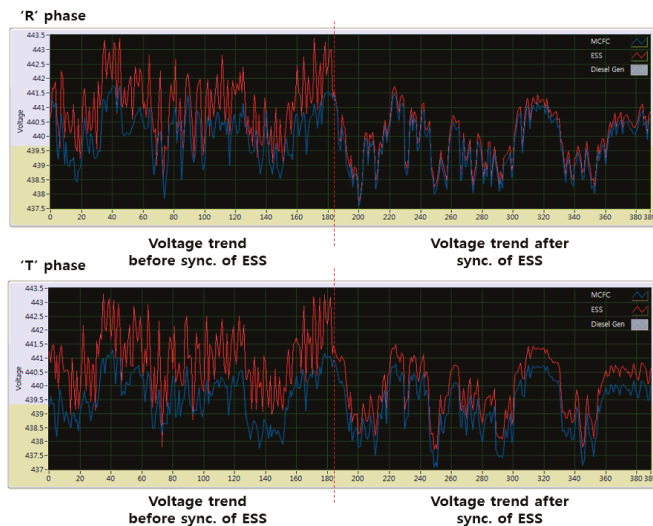 ‘R’ phase
443.5
443
442.5
442
441.5
441
440.5
440
439.5
439
438.5
438
437.5
Voltage
MCFC
ESS
Diesel Gen
0 20 40 60 80 100 120 140 160 180 200 220 240 260 280 300 320 340 360 380 389
Voltage trend
before sync. of ESS
Voltage trend after
sync. of ESS
‘T’ phase
443.5
443
442.5
442
441.5
441
440.5
440
439.5
439
438.5
438
437.5
437
Voltage
MCFC
ESS
Diesel Gen
0 20 40 60 80 100 120 140 160 180 200 220 240 260 280 300 320 340 360 380
Voltage trend
before sync. of ESS
Voltage trend after
sync. of ESS